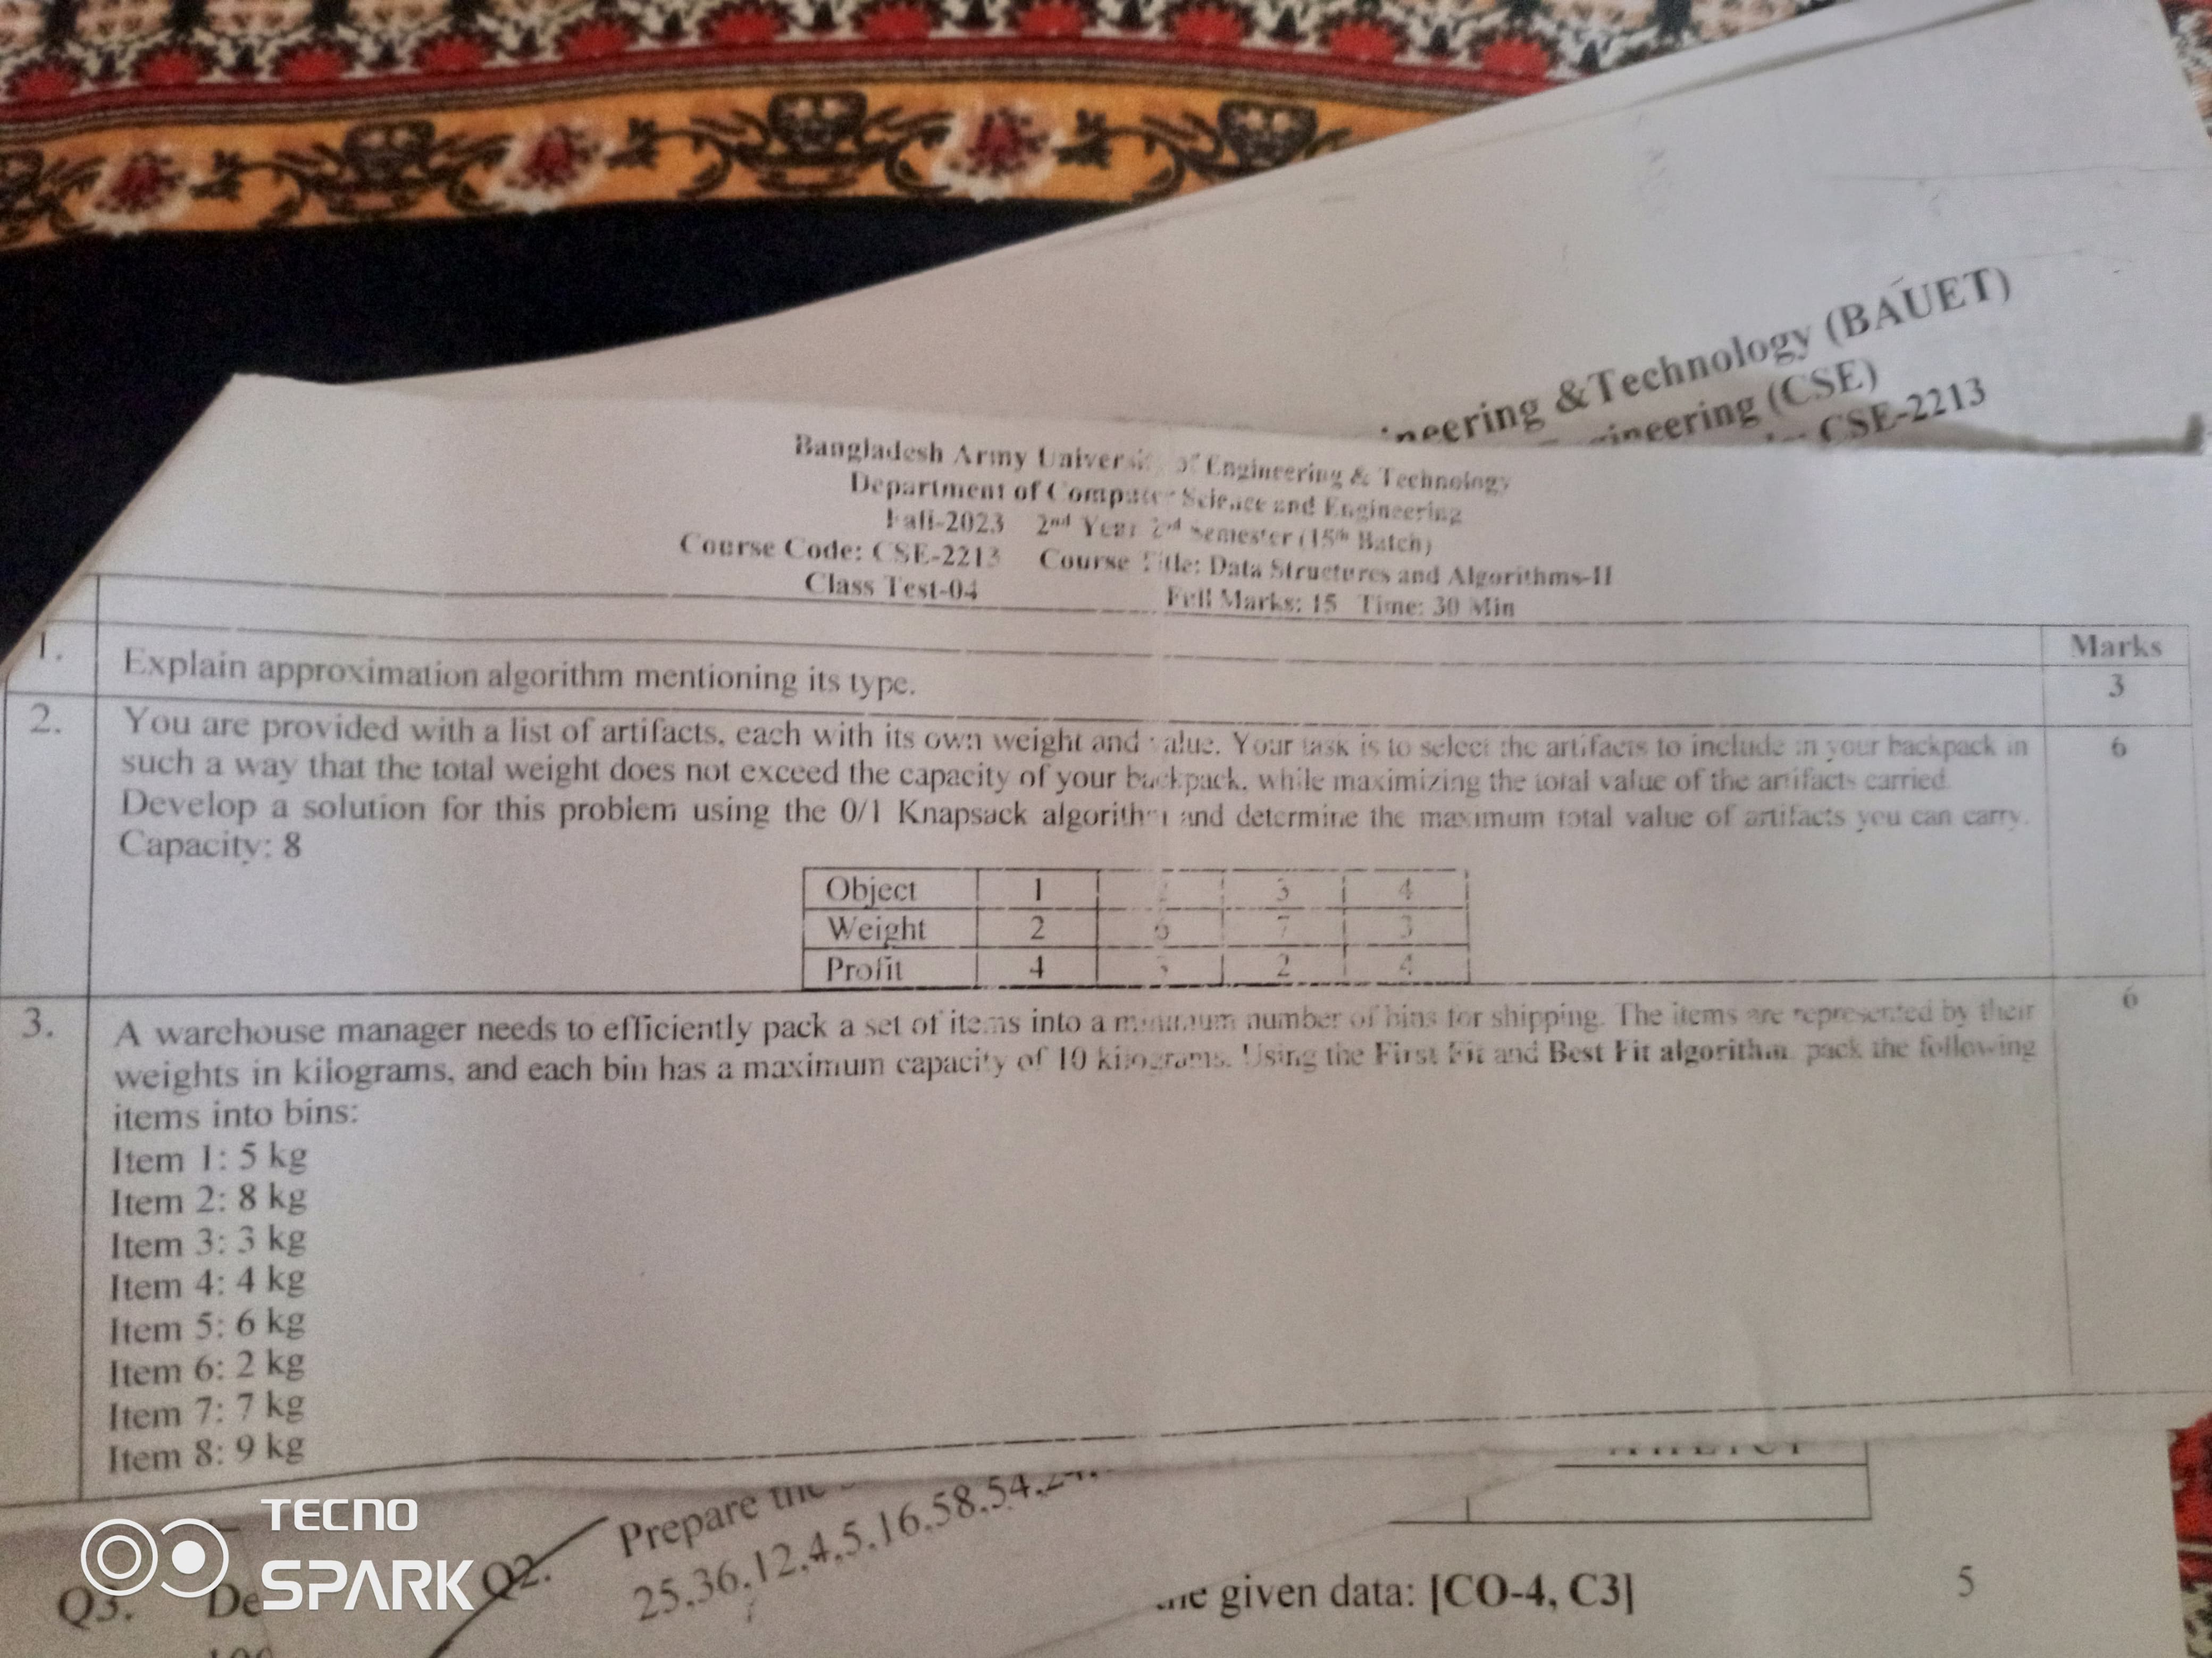 ineering &Technology (BAUET)
gineering (CSE)
CSE-2213
Bangladesh Army University of Engineering & Technology
Department of Computer Science and Engineering
Fall-2023 2nd Year 2nd Semester (15th Batch)
Course Code: CSE-2213 Course Title: Data Structures and Algorithms-II
Class Test-04 Full Marks: 15 Time: 30 Min
Marks
1. Explain approximation algorithm mentioning its type. 3
2. You are provided with a list of artifacts, each with its own weight and value. Your task is to select the artifacts to include in your backpack in 6
such a way that the total weight does not exceed the capacity of your backpack, while maximizing the total value of the artifacts carried.
Develop a solution for this problem using the 0/1 Knapsack algorithm and determine the maximum total value of artifacts you can carry.
Capacity: 8
Object 1 2 3 4
Weight 2 6 7 3
Profit 4 2 4
3. A warehouse manager needs to efficiently pack a set of items into a minimum number of bins for shipping. The items are represented by their 6
weights in kilograms, and each bin has a maximum capacity of 10 kilograms. Using the First Fit and Best Fit algorithm, pack the following
items into bins:
Item 1: 5 kg
Item 2: 8 kg
Item 3: 3 kg
Item 4: 4 kg
Item 5: 6 kg
Item 6: 2 kg
Item 7: 7 kg
Item 8: 9 kg
Q2. Prepare the
25,36,12,4,5,16,58,54,2
Q3. De
the given data: [CO-4, C3] 5
TECNO
SPARK